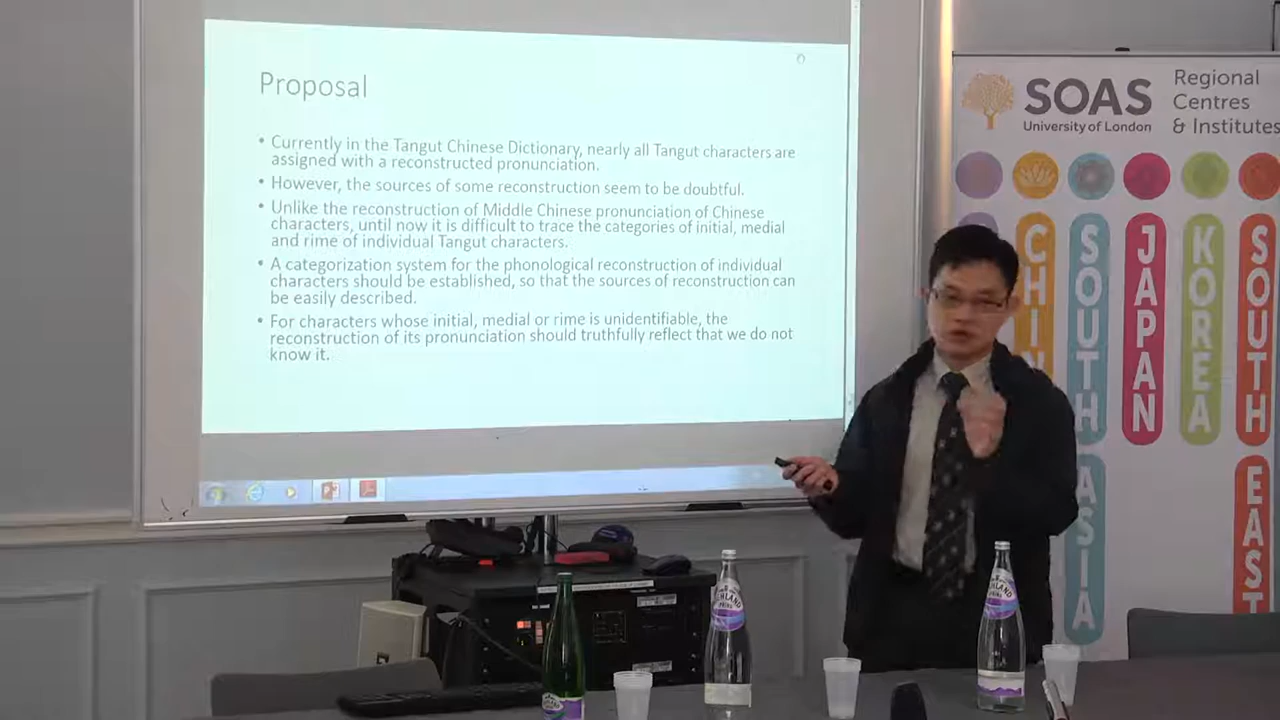 Proposal
• Currently in the Tangut Chinese Dictionary, nearly all Tangut characters are
assigned with a reconstructed pronunciation.
• However, the sources of some reconstruction seem to be doubtful.
• Unlike the reconstruction of Middle Chinese pronunciation of Chinese
characters, until now it is difficult to trace the categories of initial, medial
and rime of individual Tangut characters.
• A categorization system for the phonological reconstruction of individual
characters should be established, so that the sources of reconstruction can
be easily described.
• For characters whose initial, medial or rime is unidentifiable, the
reconstruction of its pronunciation should truthfully reflect that we do not
know it.
SOAS
University of London
Regional
Centres
& Institutes
CHIN
SOUTH
ASIA
JAPAN
KOREA
SOUTH
EAST